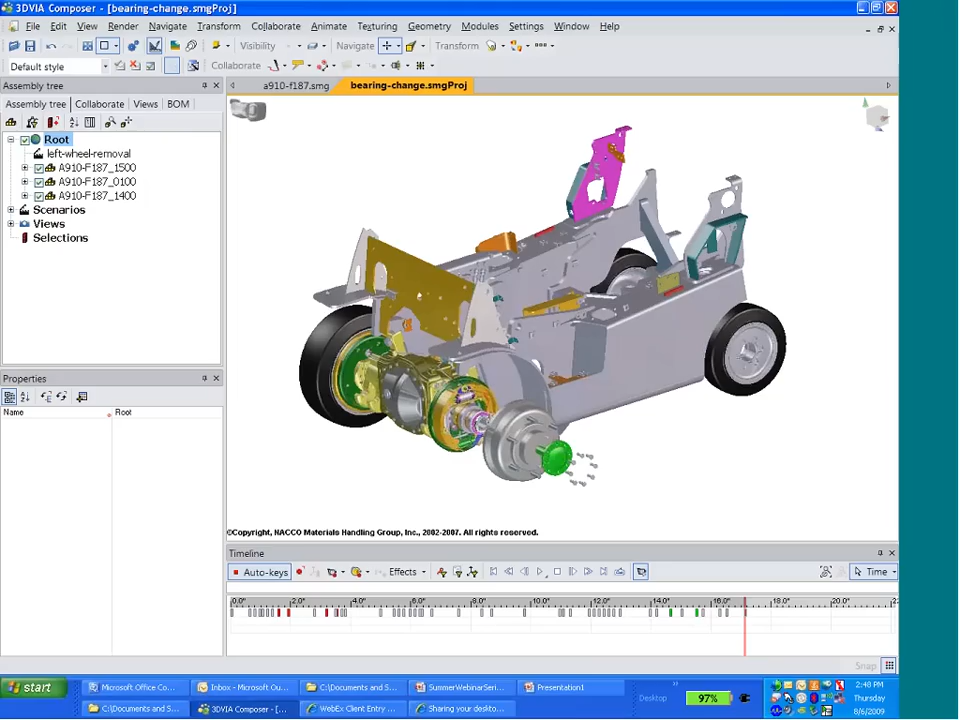 3DVIA Composer - [bearing-change.smgProj]
File Edit View Render Navigate Transform Collaborate Animate Texturing Geometry Modules Settings Window Help
Visibility Navigate Transform
Default style Collaborate
Assembly tree
a910-f187.smg bearing-change.smgProj
Assembly tree Collaborate Views BOM
Root
left-wheel-removal
A910-F187_1500
A910-F187_0100
A910-F187_1400
Scenarios
Views
Selections
Properties
Name Root
©Copyright, NACCO Materials Handling Group, Inc., 2002-2007. All rights reserved.
Timeline
Auto-keys Effects Time
0.0" 2.0" 4.0" 6.0" 8.0" 10.0" 12.0" 14.0" 16.0" 18.0" 20.0" 22
Snap
start Microsoft Office Co... Inbox - Microsoft Ou... C:\Documents and S... SummerWebinarSeri... Presentation1
C:\Documents and S... 3DVIA Composer - [... WebEx Client Entry ... Sharing your deskto...
Desktop 97%
2:48 PM
Thursday
8/6/2009